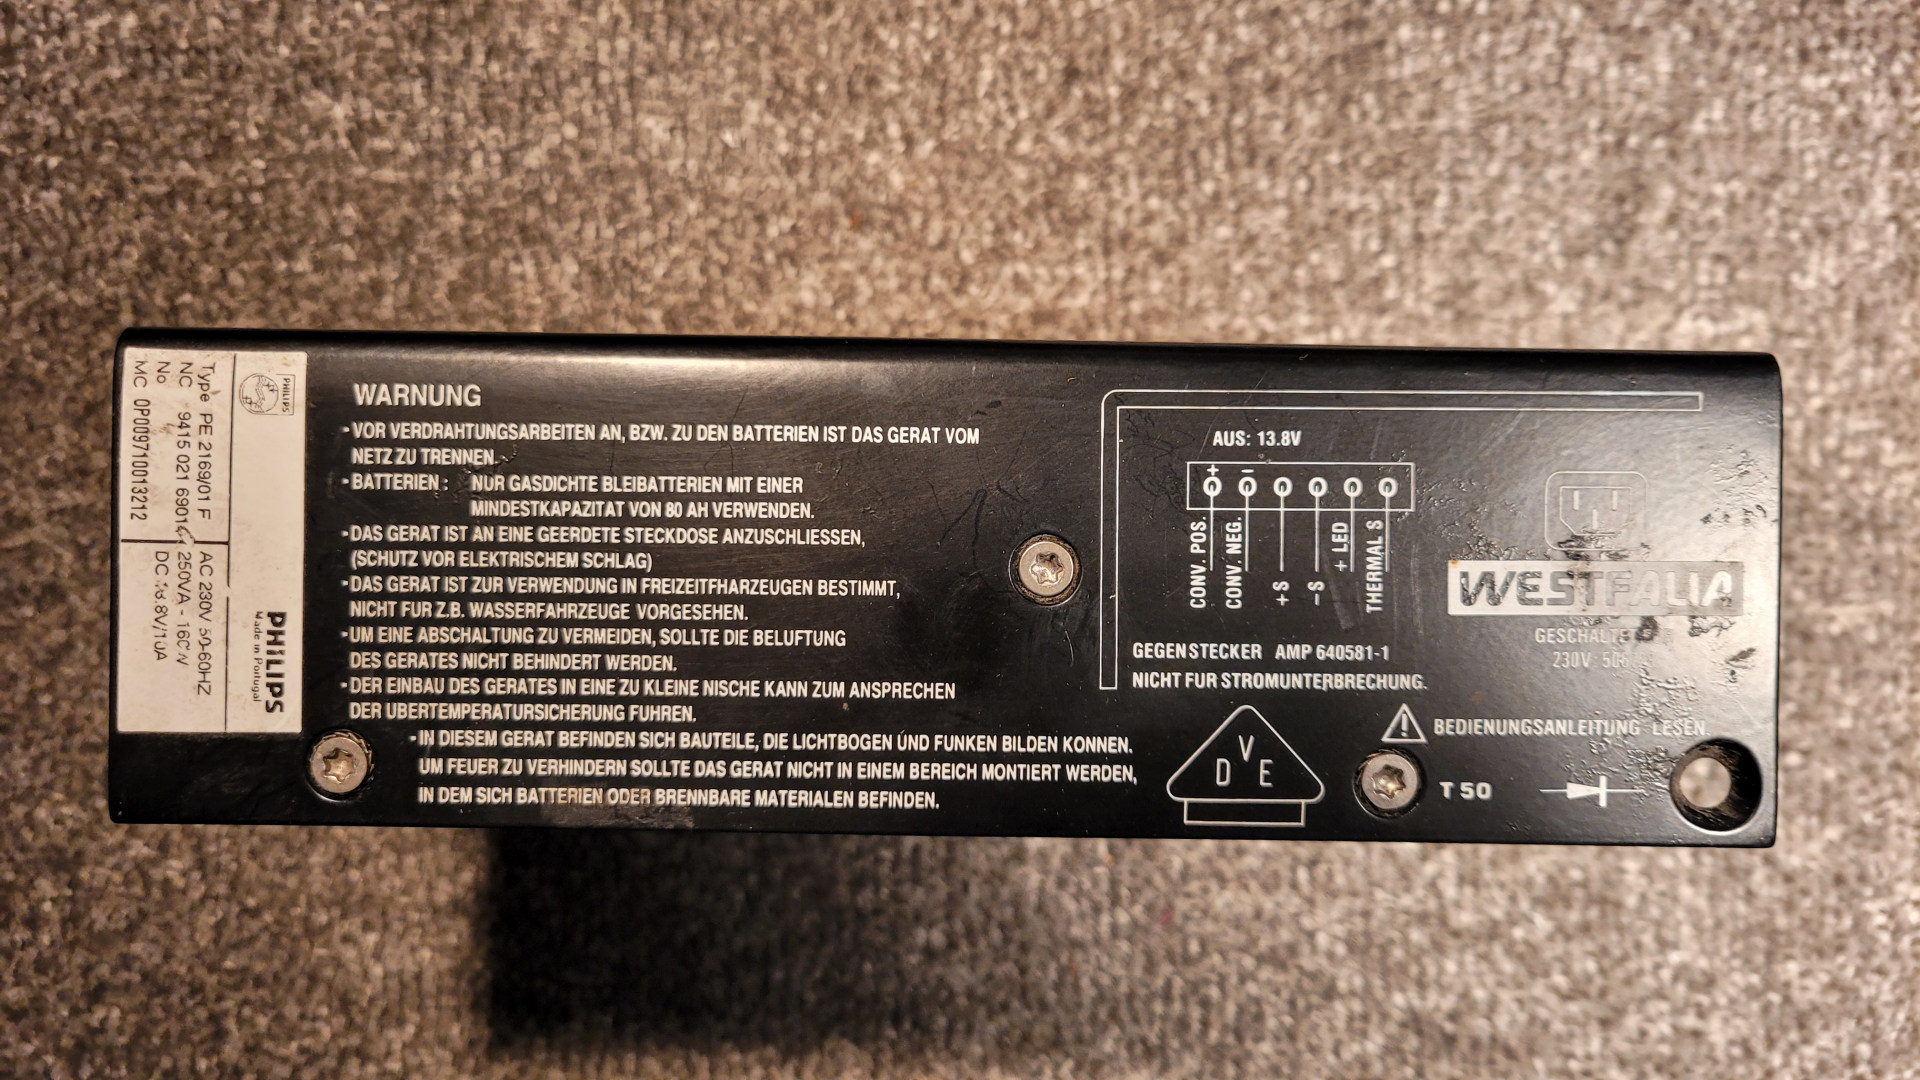 PHILIPS
PHILIPS
Made in Portugal
Type PE 2169/01 F
NC 9415 021 6901
No
MC 0P009710013212
AC 230V 50-60HZ
250VA -
DC
WARNUNG
-VOR VERDRAHTUNGSARBEITEN AN, BZW. ZU DEN BATTERIEN IST DAS GERAT VOM
NETZ ZU TRENNEN.
-BATTERIEN : NUR GASDICHTE BLEIBATTERIEN MIT EINER
MINDESTKAPAZITAT VON 80 AH VERWENDEN.
-DAS GERAT IST AN EINE GEERDETE STECKDOSE ANZUSCHLIESSEN,
(SCHUTZ VOR ELEKTRISCHEM SCHLAG)
-DAS GERAT IST ZUR VERWENDUNG IN FREIZEITFHARZEUGEN BESTIMMT,
NICHT FUR Z.B. WASSERFAHRZEUGE VORGESEHEN.
-UM EINE ABSCHALTUNG ZU VERMEIDEN, SOLLTE DIE BELUFTUNG
DES GERATES NICHT BEHINDERT WERDEN.
-DER EINBAU DES GERATES IN EINE ZU KLEINE NISCHE KANN ZUM ANSPRECHEN
DER UBERTEMPERATURSICHERUNG FUHREN.
-IN DIESEM GERAT BEFINDEN SICH BAUTEILE, DIE LICHTBOGEN UND FUNKEN BILDEN KONNEN.
UM FEUER ZU VERHINDERN SOLLTE DAS GERAT NICHT IN EINEM BEREICH MONTIERT WERDEN,
IN DEM SICH BATTERIEN ODER BRENNBARE MATERIALEN BEFINDEN.
AUS: 13.8V
+ -
CONV. POS.
CONV. NEG.
+S
-S
+ LED
THERMAL S
GEGENSTECKER AMP 640581-1
NICHT FUR STROMUNTERBRECHUNG.
WESTFALIA
230V:
BEDIENUNGSANLEITUNG LESEN.
DVE
T 50